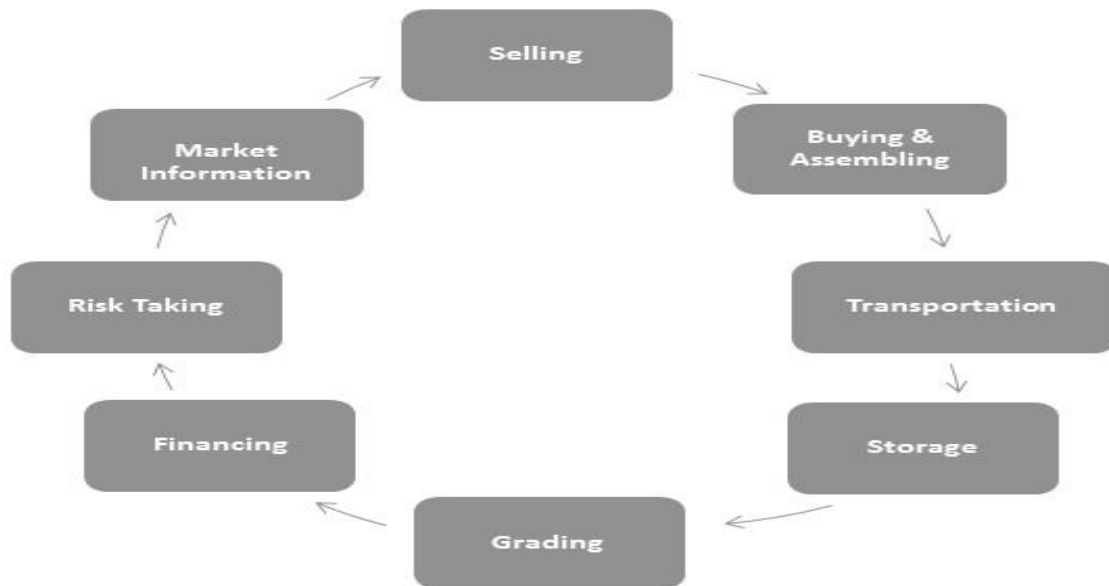 Selling
Buying &
Assembling
Transportation
Storage
Grading
Financing
Risk Taking
Market
Information